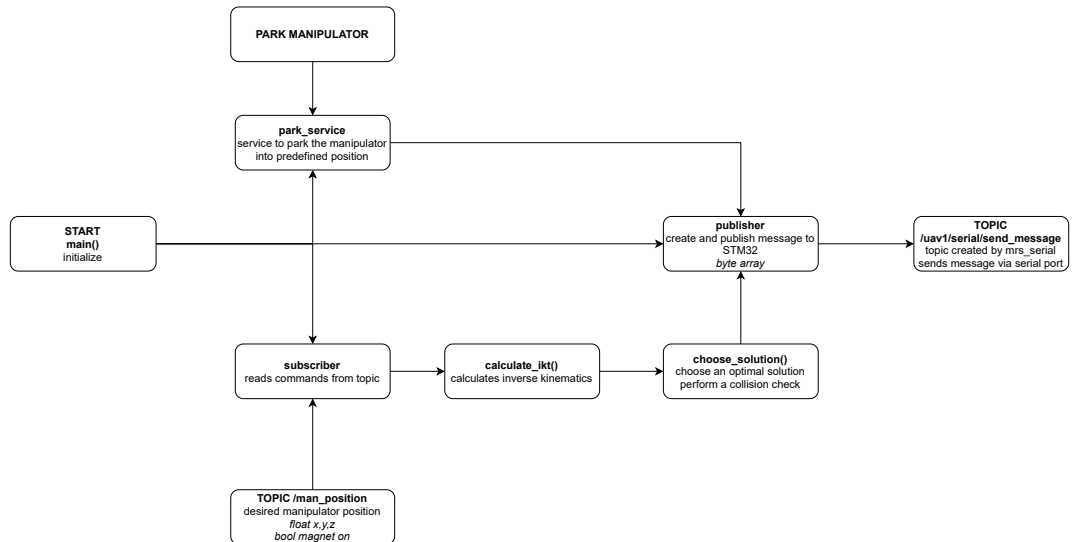 PARK MANIPULATOR
park_service
service to park the manipulator
into predefined position
START
main()
initialize
publisher
create and publish message to
STM32
byte array
TOPIC
/uav1/serial/send_message
topic created by mrs_serial
sends message via serial port
subscriber
reads commands from topic
calculate_ikt()
calculates inverse kinematics
choose_solution()
choose an optimal solution
perform a collision check
TOPIC /man_position
desired manipulator position
float x,y,z
bool magnet on